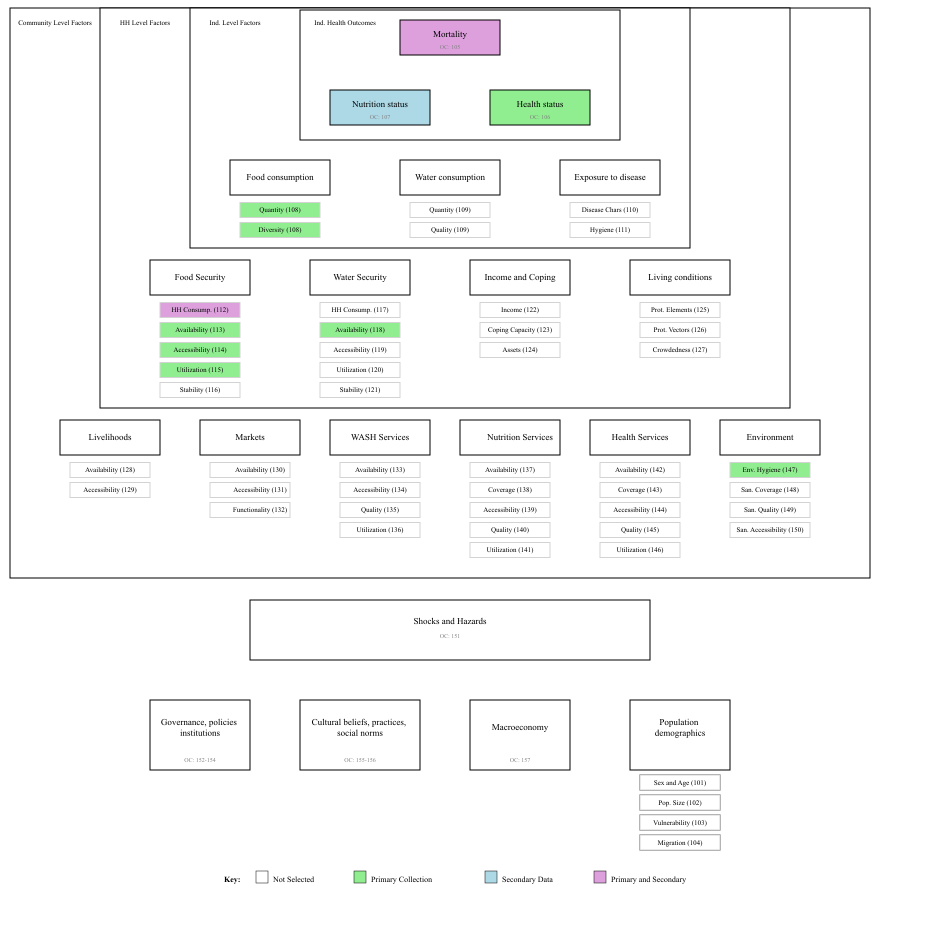 Community Level Factors
HH Level Factors
Ind. Level Factors
Ind. Health Outcomes
Mortality
OC: 105
Nutrition status
OC: 107
Health status
OC: 106
Food consumption
Water consumption
Exposure to disease
Quantity (108)
Quantity (109)
Disease Chars (110)
Diversity (108)
Quality (109)
Hygiene (111)
Food Security
Water Security
Income and Coping
Living conditions
HH Consump. (112)
HH Consump. (117)
Income (122)
Prot. Elements (125)
Availability (113)
Availability (118)
Coping Capacity (123)
Prot. Vectors (126)
Accessibility (114)
Accessibility (119)
Assets (124)
Crowdedness (127)
Utilization (115)
Utilization (120)
Stability (116)
Stability (121)
Livelihoods
Markets
WASH Services
Nutrition Services
Health Services
Environment
Availability (128)
Availability (130)
Availability (133)
Availability (137)
Availability (142)
Env. Hygiene (147)
Accessibility (129)
Accessibility (131)
Accessibility (134)
Coverage (138)
Coverage (143)
San. Coverage (148)
Functionality (132)
Quality (135)
Accessibility (139)
Accessibility (144)
San. Quality (149)
Utilization (136)
Quality (140)
Quality (145)
San. Accessibility (150)
Utilization (141)
Utilization (146)
Shocks and Hazards
OC: 151
Governance, policies
institutions
OC: 152-154
Cultural beliefs, practices,
social norms
OC: 155-156
Macroeconomy
OC: 157
Population
demographics
Sex and Age (101)
Pop. Size (102)
Vulnerability (103)
Migration (104)
Key:
Not Selected
Primary Collection
Secondary Data
Primary and Secondary